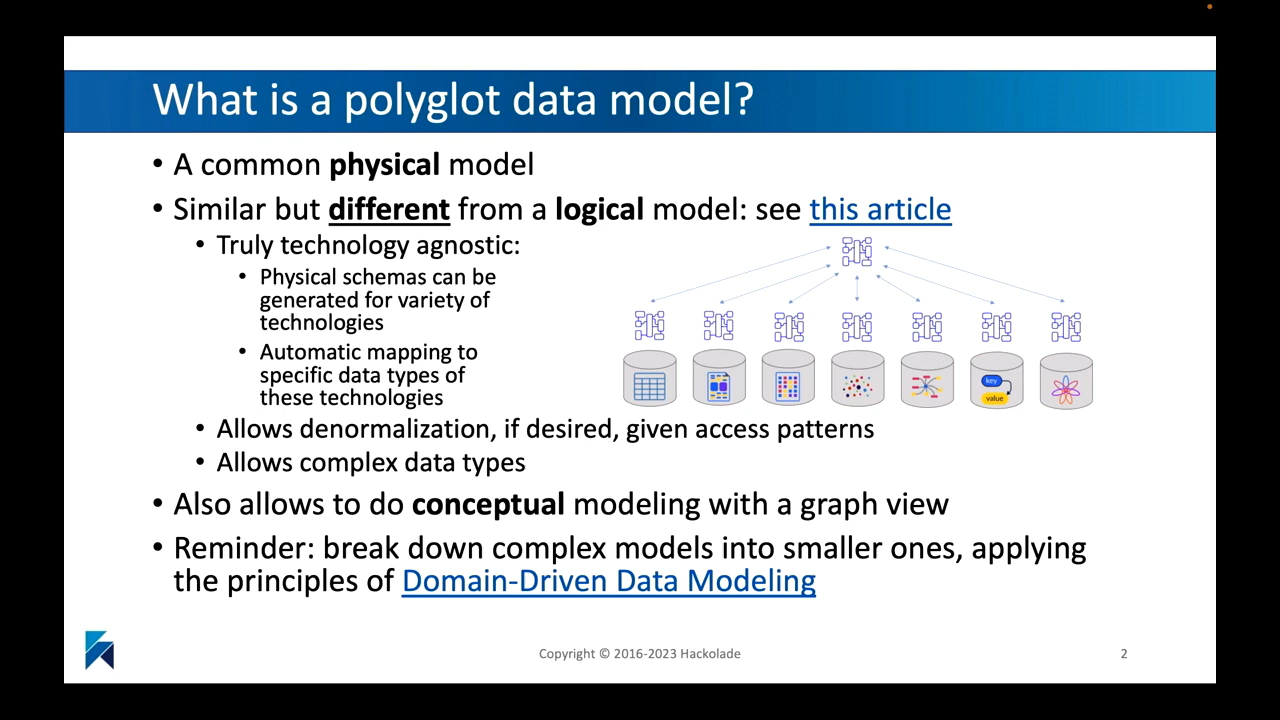 What is a polyglot data model?
• A common physical model
• Similar but different from a logical model: see this article
• Truly technology agnostic:
• Physical schemas can be
generated for variety of
technologies
• Automatic mapping to
specific data types of
these technologies
key
value
• Allows denormalization, if desired, given access patterns
• Allows complex data types
• Also allows to do conceptual modeling with a graph view
• Reminder: break down complex models into smaller ones, applying
the principles of Domain-Driven Data Modeling
Copyright © 2016-2023 Hackolade
2